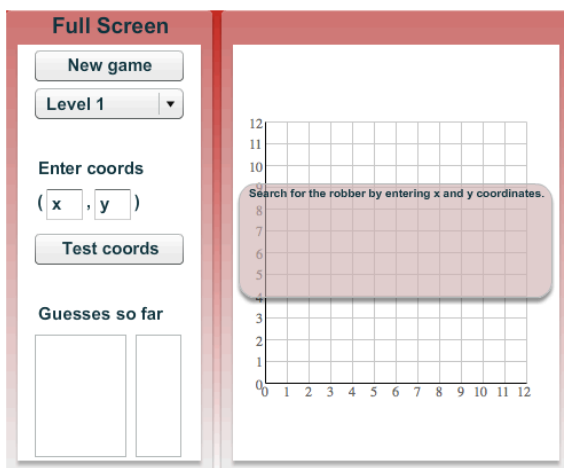 Full Screen
New game
Level 1
Enter coords
( x , y )
Test coords
Guesses so far
12
11
10
9
Search for the robber by entering x and y coordinates.
8
7
6
5
4
3
2
1
0
0 1 2 3 4 5 6 7 8 9 10 11 12